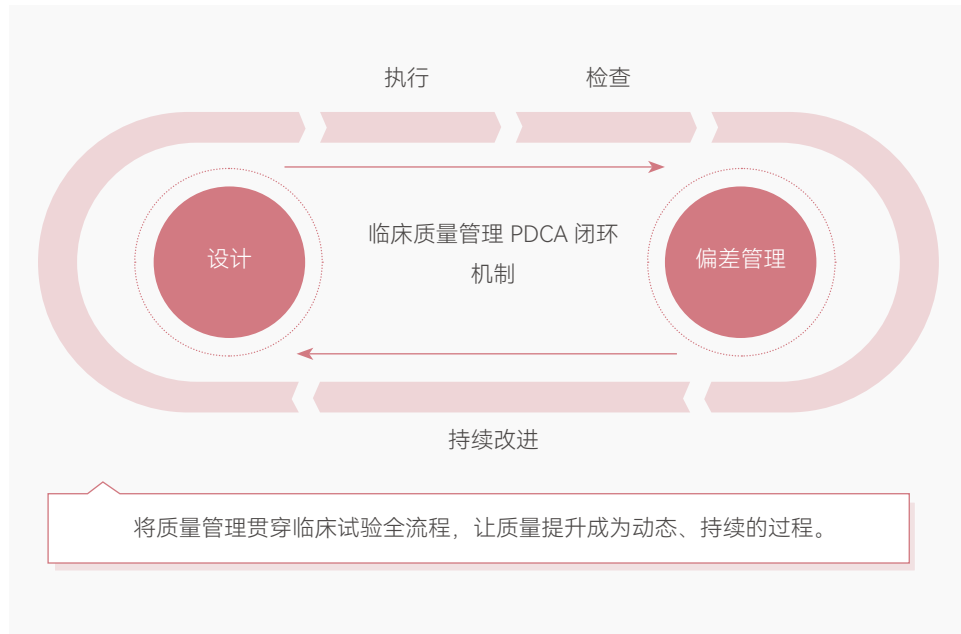 执行
检查
设计
临床质量管理 PDCA 闭环
机制
偏差管理
持续改进
将质量管理贯穿临床试验全流程，让质量提升成为动态、持续的过程。